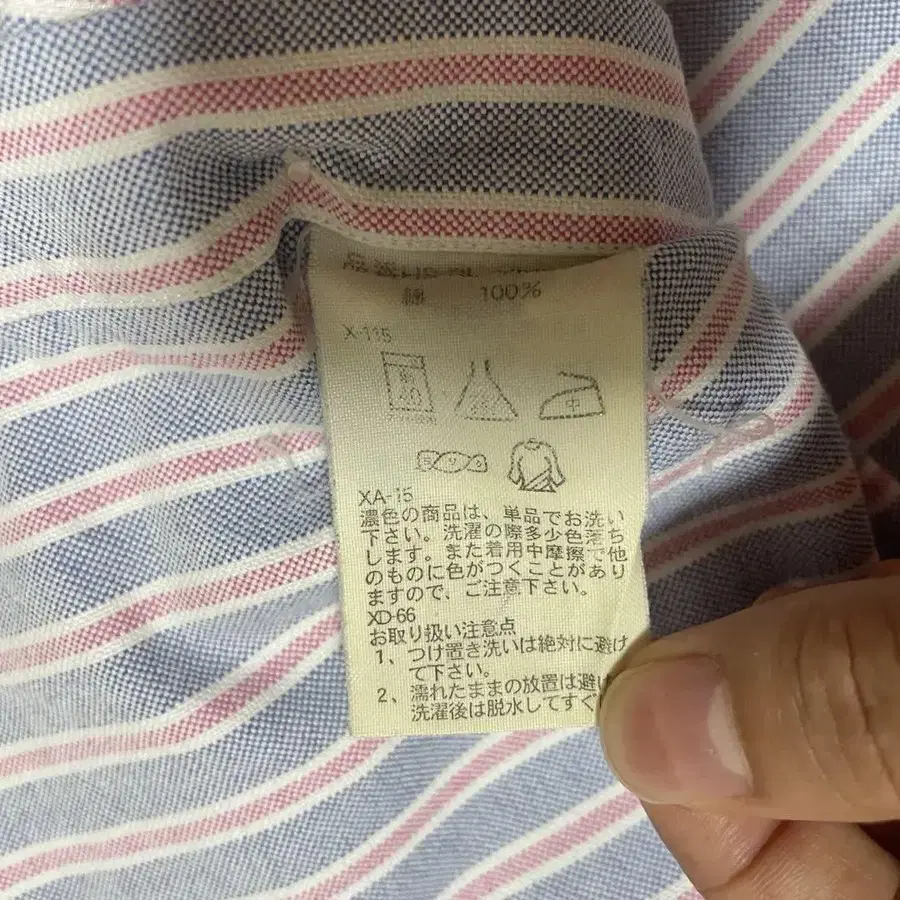 綿 100%
X-115
40
中
XA-15
濃色の商品は、単品でお洗い
下さい。洗濯の際多少色落ち
します。また着用中摩擦で他
のものに色がつくことがあり
ますので、ご注意下さい。
XD-66
お取り扱い注意点
1、つけ置き洗いは絶対に避け
て下さい。
2、濡れたままの放置は避け
洗濯後は脱水してすぐ